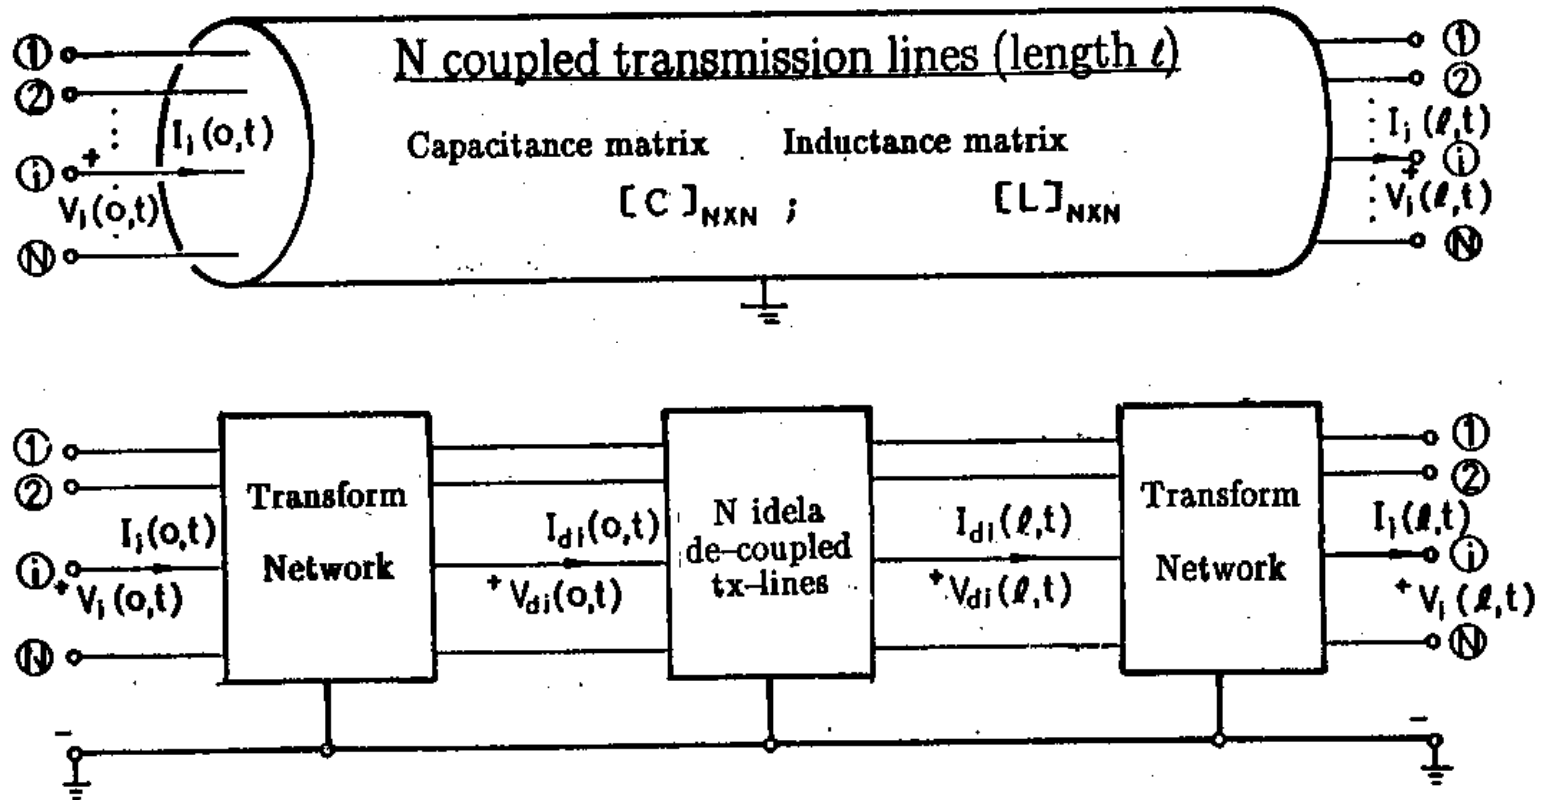 N coupled transmission lines (length ℓ)
① ①
② ②
I_i(o,t) I_i(ℓ,t)
Capacitance matrix Inductance matrix
+ ⓘ ⓘ +
V_i(o,t) [C]_NXN ; [L]_NXN V_i(ℓ,t)
Ⓝ Ⓝ
① ①
② Transform Transform ②
N idela
I_i(o,t) I_di(o,t) de-coupled I_di(ℓ,t) I_i(ℓ,t)
ⓘ Network tx-lines Network ⓘ
+ V_i(o,t) + V_di(o,t) + V_di(ℓ,t) + V_i(ℓ,t)
Ⓝ Ⓝ
- -